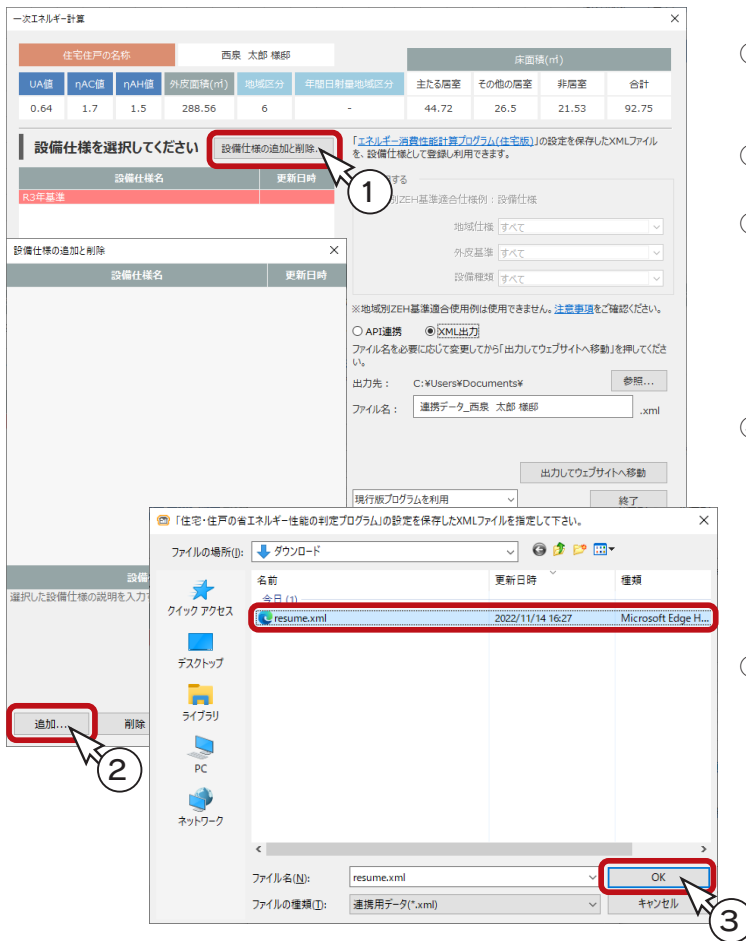 一次エネルギー計算
住宅住戸の名称 西泉 太郎 様邸
床面積(㎡)
UA値 ηAC値 ηAH値 外皮面積(㎡) 地域区分 年間日射量地域区分 主たる居室 その他の居室 非居室 合計
0.64 1.7 1.5 288.56 6 - 44.72 26.5 21.53 92.75
設備仕様を選択してください 設備仕様の追加と削除...
「エネルギー消費性能計算プログラム(住宅版)」の設定を保存したXMLファイル
を、設備仕様として登録し利用できます。
設備仕様名 更新日時
R3年基準
する
別ZEH基準適合仕様例：設備仕様
地域仕様 すべて
外皮基準 すべて
設備種類 すべて
1
設備仕様の追加と削除
設備仕様名 更新日時
※地域別ZEH基準適合使用例は使用できません。注意事項をご確認ください。
API連携 XML出力
ファイル名を必要に応じて変更してから「出力してウェブサイトへ移動」を押してくださ
い。
出力先： C:¥Users¥Documents¥ 参照...
ファイル名： 連携データ_西泉 太郎 様邸 .xml
出力してウェブサイトへ移動
現行版プログラムを利用 終了
設備
選択した設備仕様の説明を入力
追加... 削除
2
「住宅・住戸の省エネルギー性能の判定プログラム」の設定を保存したXMLファイルを指定して下さい。
ファイルの場所(I): ダウンロード
名前 更新日時 種類
今日 (1)
resume.xml 2022/11/14 16:27 Microsoft Edge H...
クイック アクセス
デスクトップ
ライブラリ
PC
ネットワーク
ファイル名(N): resume.xml OK
ファイルの種類(T): 連携用データ(*.xml) キャンセル
3